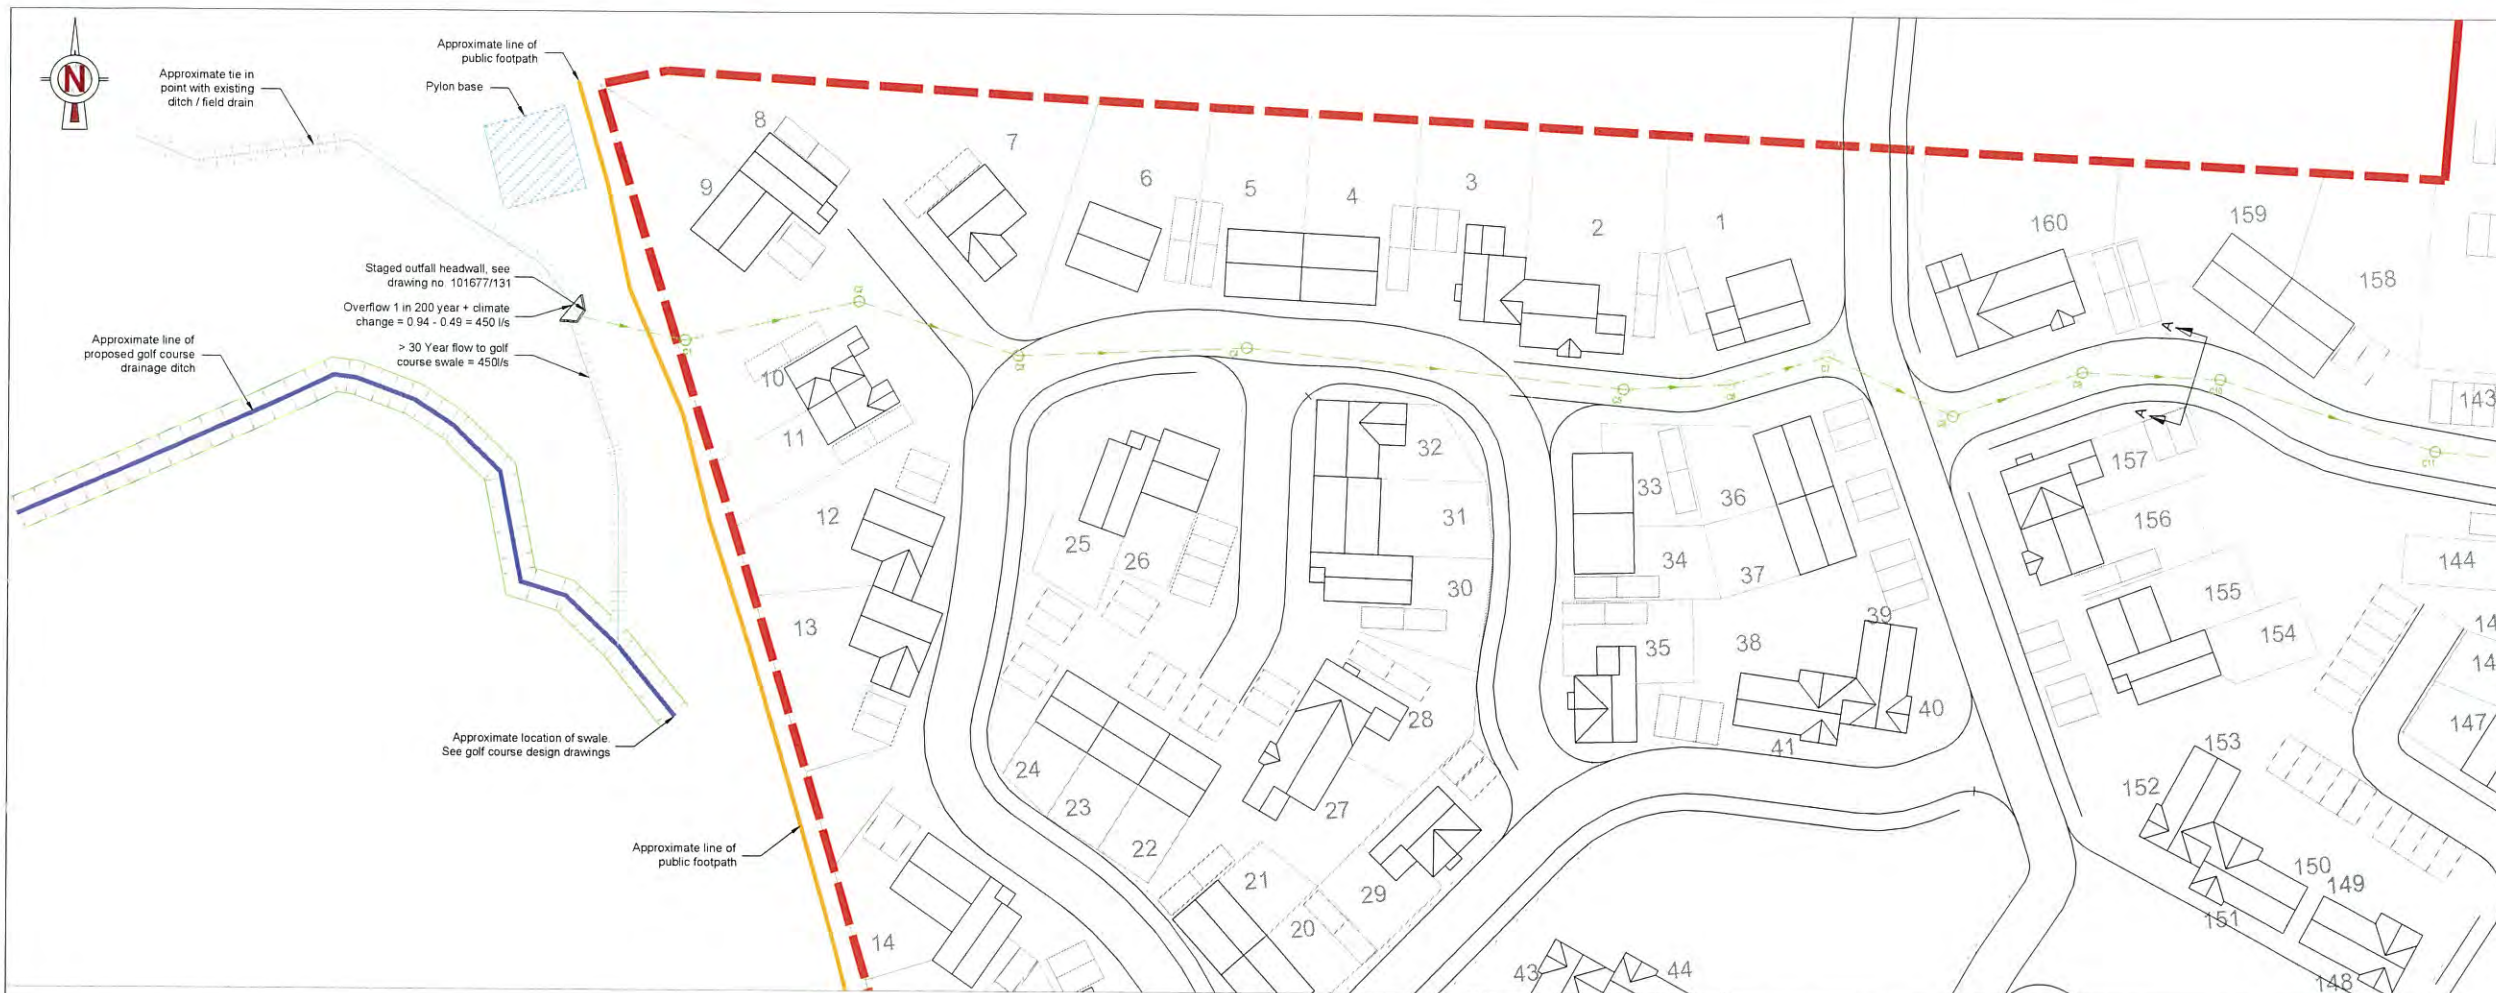 N
Approximate tie in
point with existing
ditch / field drain
Approximate line of
public footpath
Pylon base
Staged outfall headwall, see
drawing no. 101677/131
Overflow 1 in 200 year + climate
change = 0.94 - 0.49 = 450 l/s
> 30 Year flow to golf
course swale = 450l/s
Approximate line of
proposed golf course
drainage ditch
Approximate location of swale.
See golf course design drawings
Approximate line of
public footpath
8
7
9
6
5
4
3
2
1
160
159
158
10
11
12
13
14
25
26
32
31
30
33
34
35
36
37
38
39
40
41
28
27
24
23
22
21
20
29
43
44
A
A
143
157
156
155
154
144
147
153
152
150
149
151
148